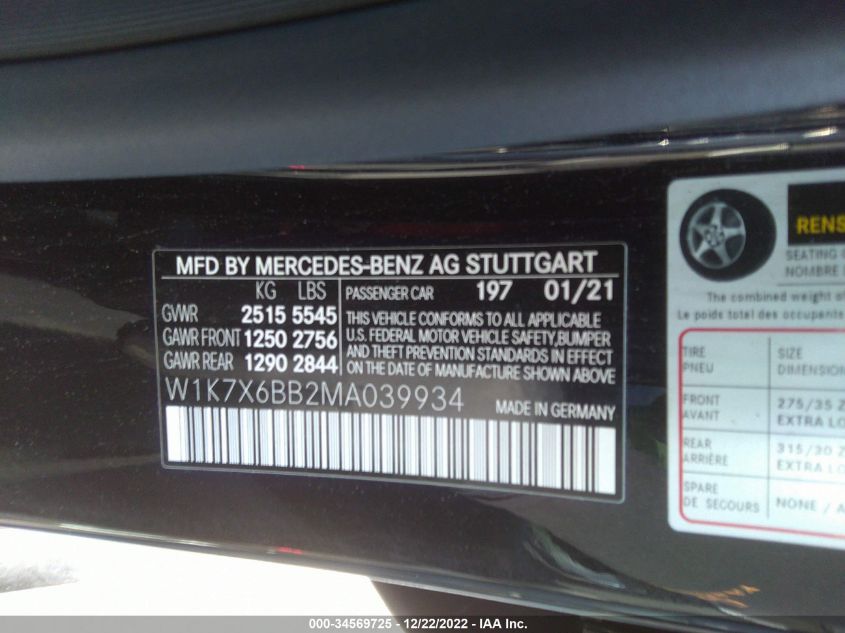 MFD BY MERCEDES-BENZ AG STUTTGART
KG LBS
GVWR 2515 5545
GAWR FRONT 1250 2756
GAWR REAR 1290 2844
PASSENGER CAR 197 01/21
THIS VEHICLE CONFORMS TO ALL APPLICABLE
U.S. FEDERAL MOTOR VEHICLE SAFETY,BUMPER
AND THEFT PREVENTION STANDARDS IN EFFECT
ON THE DATE OF MANUFACTURE SHOWN ABOVE
W1K7X6BB2MA039934
MADE IN GERMANY
RENS
SEATING
NOMBRE
The combined weight of
Le poids total des occupants
TIRE SIZE
PNEU DIMENSION
FRONT 275/35 Z
AVANT EXTRA LO
REAR 315/30 Z
ARRIÈRE EXTRA LO
SPARE NONE / A
DE SECOURS
000-34569725 - 12/22/2022 - IAA Inc.